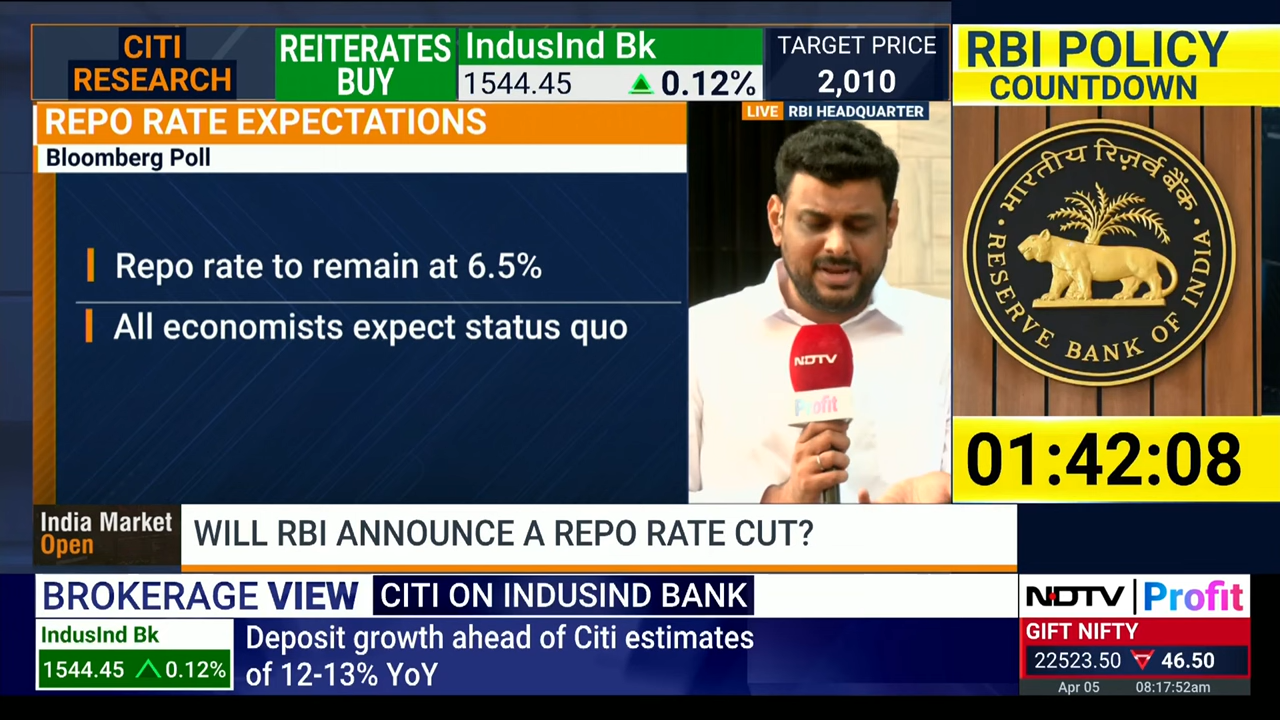 CITI
RESEARCH
REITERATES
BUY
IndusInd Bk
1544.45 ▲ 0.12%
TARGET PRICE
2,010
RBI POLICY
COUNTDOWN
REPO RATE EXPECTATIONS
Bloomberg Poll
LIVE RBI HEADQUARTER
Repo rate to remain at 6.5%
All economists expect status quo
NDTV
Profit
भारतीय रिज़र्व बैंक
RESERVE BANK OF INDIA
01:42:08
India Market
Open
WILL RBI ANNOUNCE A REPO RATE CUT?
BROKERAGE VIEW CITI ON INDUSIND BANK
IndusInd Bk
1544.45 0.12%
Deposit growth ahead of Citi estimates
of 12-13% YoY
NDTV Profit
GIFT NIFTY
22523.50 46.50
Apr 05 08:17:52am